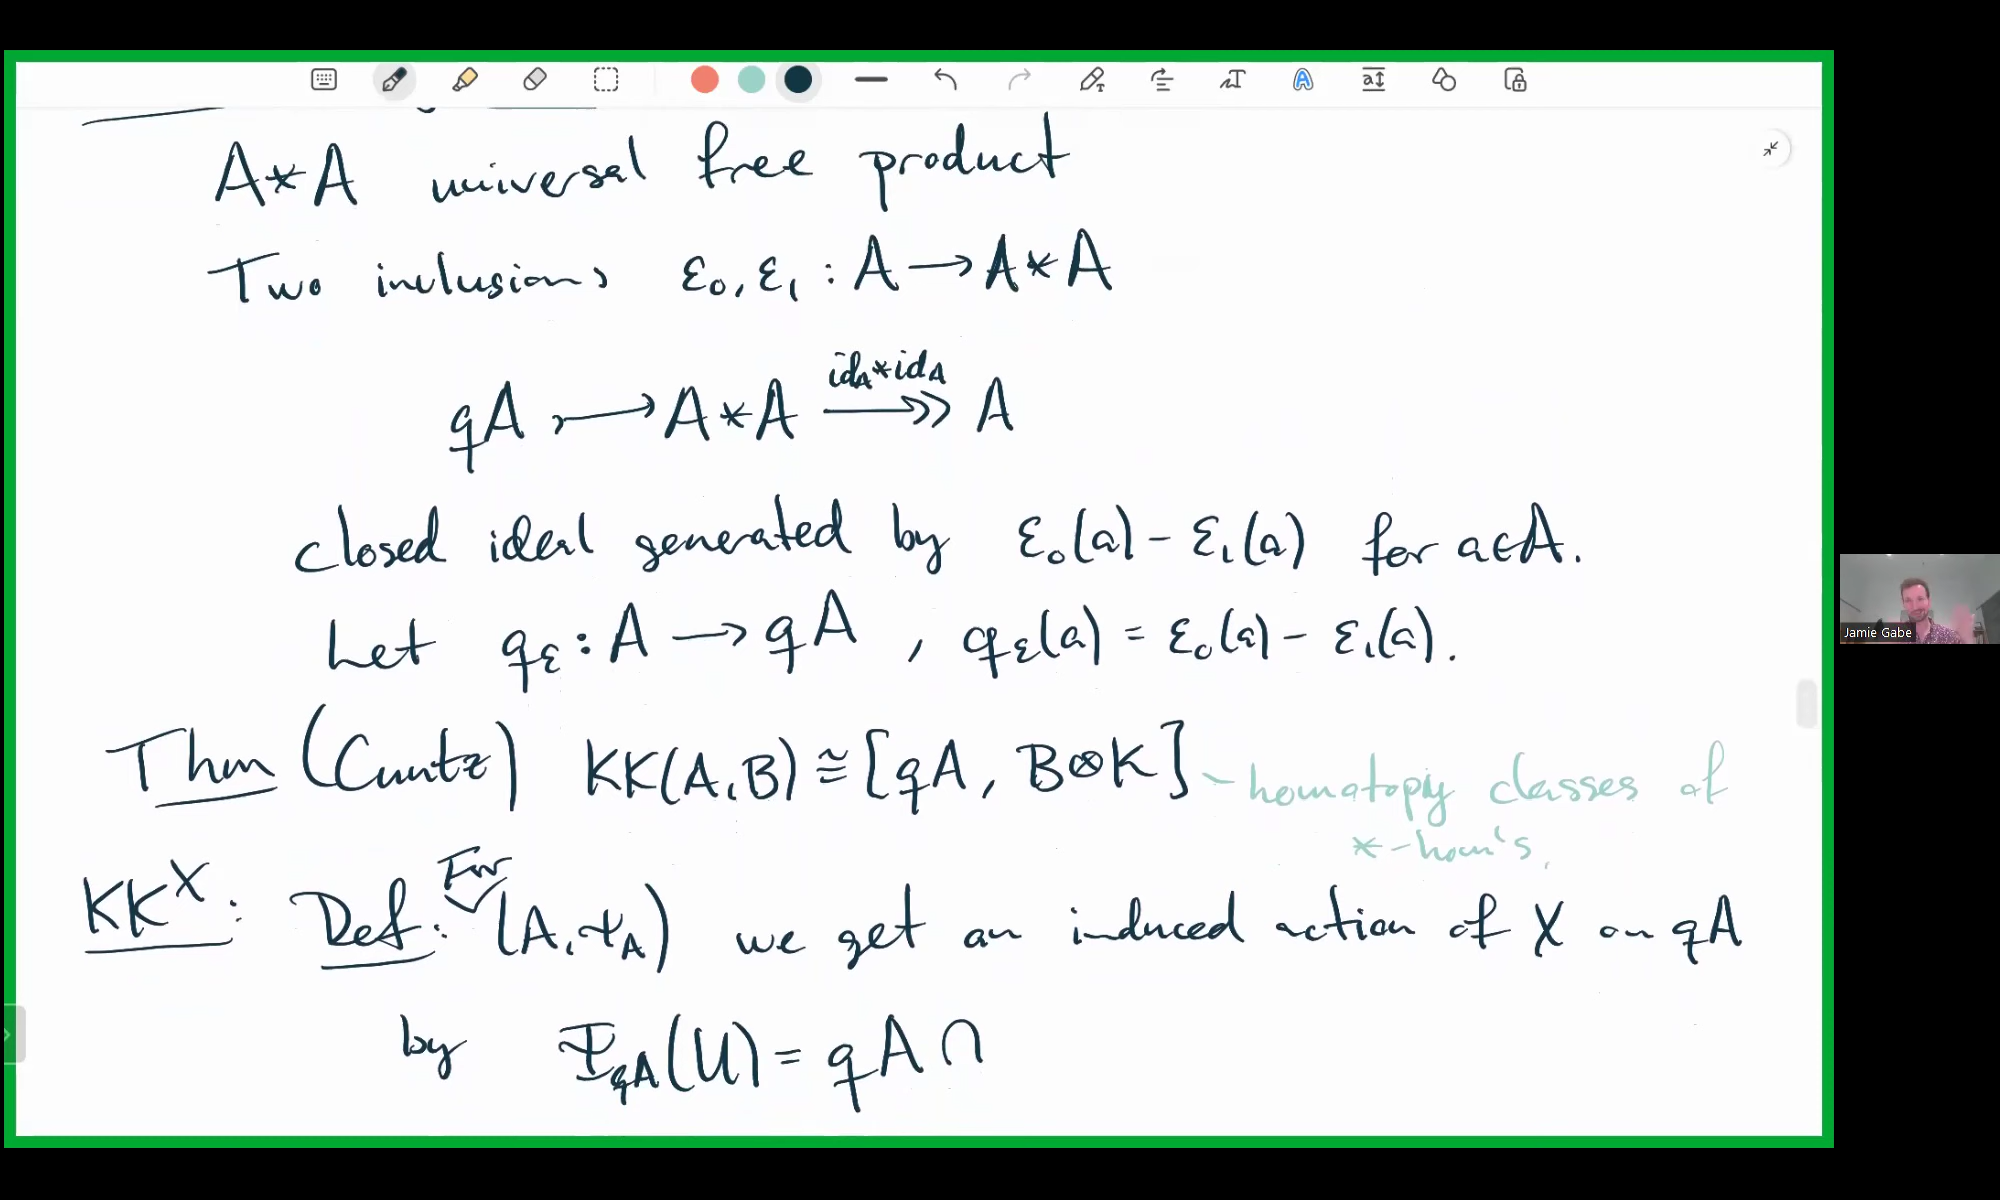 A*A universal free product
Two inclusions ε₀, ε₁ : A → A*A
id_A * id_A
qA ↣ A*A ↠ A
closed ideal generated by ε₀(a) - ε₁(a) for a∈A.
Let q_ε : A → qA , q_ε(a) = ε₀(a) - ε₁(a).
Thm (Cuntz) KK(A,B) ≅ [qA, B⊗K] - homotopy classes of
*-hom's.
KK^X: Def: For (A,Ψ_A) we get an induced action of X on qA
by Ψ_qA(U) = qA ∩
Jamie Gabe